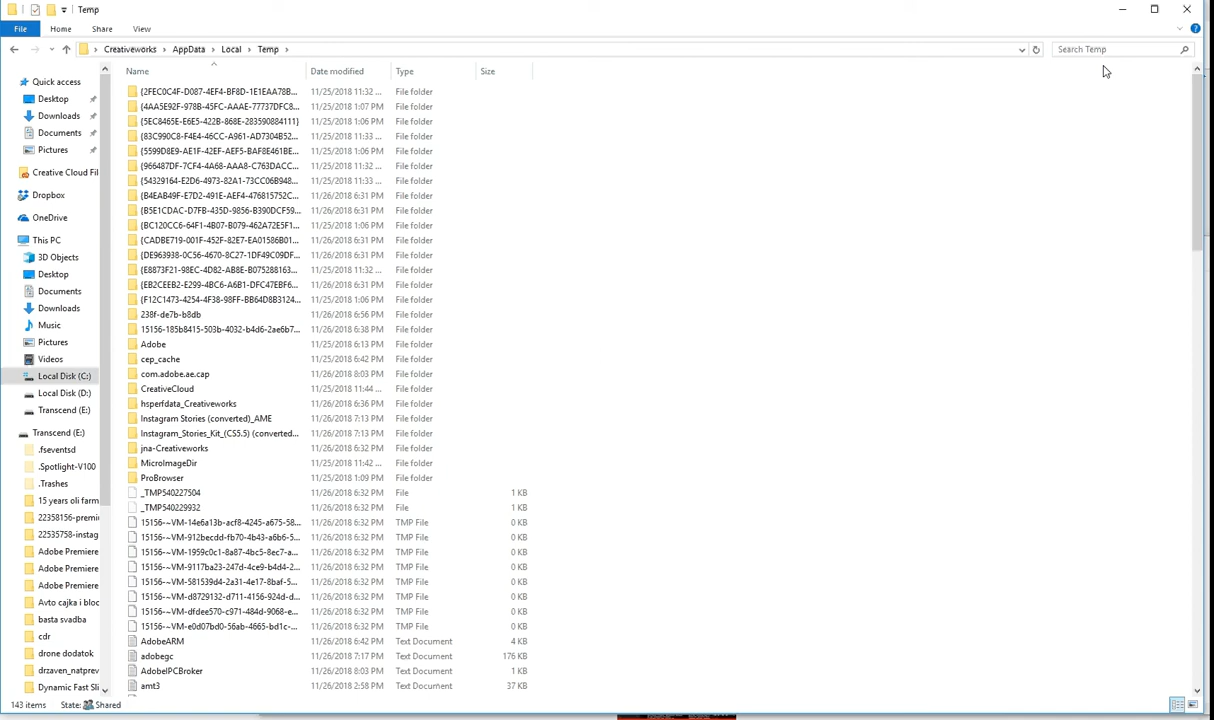 Temp
File Home Share View
Creativeworks AppData Local Temp Search Temp
Name Date modified Type Size
Quick access
Desktop
Downloads
Documents
Pictures
Creative Cloud Fil
Dropbox
OneDrive
This PC
3D Objects
Desktop
Documents
Downloads
Music
Pictures
Videos
Local Disk (C:)
Local Disk (D:)
Transcend (E:)
Transcend (E:)
.fseventsd
.Spotlight-V100
.Trashes
15 years oli farm
22358156-premi
22535758-instag
Adobe Premiere
Adobe Premiere
Adobe Premiere
Avto cajka i bloc
basta svadba
cdr
drone dodatok
drzaven_natprev
Dynamic Fast Sli
{2FEC0C4F-D087-4EF4-BF8D-1E1EAA78B... 11/25/2018 11:32 ... File folder
{4AA5E92F-978B-45FC-AAAE-77737DFC8... 11/25/2018 1:07 PM File folder
{5EC8465E-E6E5-422B-868E-283590884111} 11/25/2018 1:06 PM File folder
{83C990C8-F4E4-46CC-A961-AD7304B52... 11/25/2018 11:33 ... File folder
{5599D8E9-AE1F-42EF-AEF5-BAF8E461BE... 11/25/2018 1:06 PM File folder
{966487DF-7CF4-4A68-AAA8-C763DACC... 11/25/2018 11:32 ... File folder
{54329164-E2D6-4973-82A1-73CC06B948... 11/25/2018 11:33 ... File folder
{B4EAB49F-E7D2-491E-AEF4-476815752C... 11/26/2018 6:31 PM File folder
{B5E1CDAC-D7FB-435D-9856-B390DCF59... 11/26/2018 6:31 PM File folder
{BC120CC6-64F1-4B07-B079-462A72E5F1... 11/25/2018 1:06 PM File folder
{CADBE719-001F-452F-82E7-EA01586B01... 11/26/2018 6:31 PM File folder
{DE963938-0C56-4670-8C27-1DF49C09DF... 11/26/2018 6:31 PM File folder
{E8873F21-98EC-4D82-AB8E-B075288163... 11/25/2018 11:32 ... File folder
{EB2CEEB2-E299-4BC6-A6B1-DFC47EBF6... 11/26/2018 6:31 PM File folder
{F12C1473-4254-4F38-98FF-BB64D8B3124... 11/25/2018 1:06 PM File folder
238f-de7b-b8db 11/26/2018 6:56 PM File folder
15156-185b8415-503b-4032-b4d6-2ae6b7... 11/26/2018 6:38 PM File folder
Adobe 11/25/2018 6:13 PM File folder
cep_cache 11/25/2018 6:42 PM File folder
com.adobe.ae.cap 11/26/2018 8:03 PM File folder
CreativeCloud 11/25/2018 11:44 ... File folder
hsperfdata_Creativeworks 11/26/2018 6:36 PM File folder
Instagram Stories (converted)_AME 11/26/2018 7:13 PM File folder
Instagram_Stories_Kit_(CS5.5) (converted... 11/26/2018 7:13 PM File folder
jna-Creativeworks 11/26/2018 6:38 PM File folder
MicroImageDir 11/25/2018 11:42 ... File folder
ProBrowser 11/25/2018 1:09 PM File folder
_TMP540227504 11/26/2018 6:32 PM File 1 KB
_TMP540229932 11/26/2018 6:32 PM File 1 KB
15156-~VM-14e6a13b-acf8-4245-a675-58... 11/26/2018 6:32 PM TMP File 0 KB
15156-~VM-912becdd-fb70-4b43-a6b6-5... 11/26/2018 6:32 PM TMP File 0 KB
15156-~VM-1959c0c1-8a87-4bc5-8ec7-a... 11/26/2018 6:32 PM TMP File 0 KB
15156-~VM-9117ba23-247d-4ce9-b4d4-2... 11/26/2018 6:32 PM TMP File 0 KB
15156-~VM-581539d4-2a31-4e17-8baf-5... 11/26/2018 6:32 PM TMP File 0 KB
15156-~VM-d8729132-d711-4156-924d-d... 11/26/2018 6:32 PM TMP File 0 KB
15156-~VM-dfdee570-c971-484d-9068-e... 11/26/2018 6:32 PM TMP File 0 KB
15156-~VM-e0d07bd0-56ab-4665-bd1c-... 11/26/2018 6:32 PM TMP File 0 KB
AdobeARM 11/26/2018 6:42 PM Text Document 4 KB
adobegc 11/26/2018 7:17 PM Text Document 176 KB
AdobeIPCBroker 11/26/2018 8:03 PM Text Document 1 KB
amt3 11/26/2018 2:58 PM Text Document 37 KB
143 items State: Shared